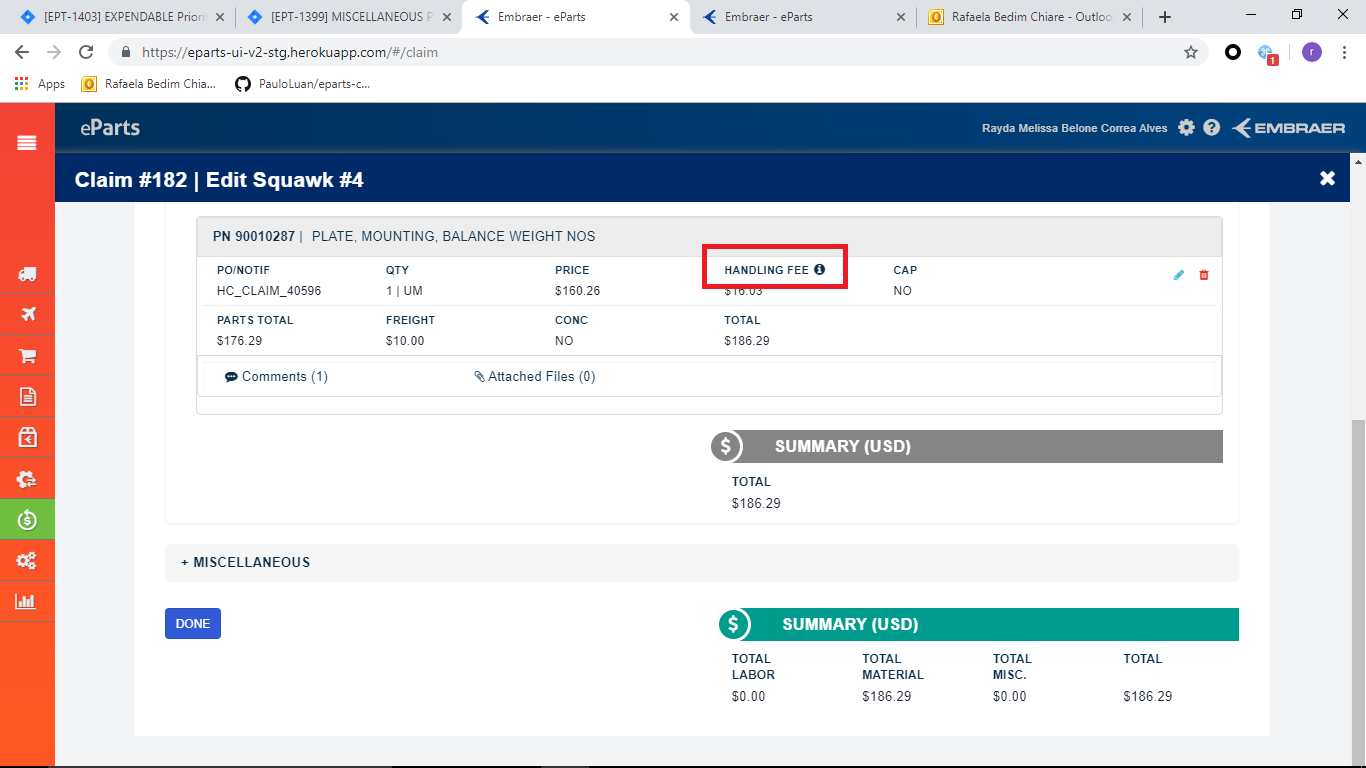 [EPT-1403] EXPENDABLE Priori
[EPT-1399] MISCELLANEOUS P
Embraer - eParts
Embraer - eParts
Rafaela Bedim Chiare - Outloo
https://eparts-ui-v2-stg.herokuapp.com/#/claim
1
r
Apps
Rafaela Bedim Chia...
PauloLuan/eparts-c...
eParts
Rayda Melissa Belone Correa Alves
EMBRAER
Claim #182 | Edit Squawk #4
PN 90010287 | PLATE, MOUNTING, BALANCE WEIGHT NOS
PO/NOTIF QTY PRICE HANDLING FEE CAP
HC_CLAIM_40596 1 | UM $160.26 $16.03 NO
PARTS TOTAL FREIGHT CONC TOTAL
$176.29 $10.00 NO $186.29
Comments (1) Attached Files (0)
$ SUMMARY (USD)
TOTAL
$186.29
+ MISCELLANEOUS
DONE
$ SUMMARY (USD)
TOTAL TOTAL TOTAL TOTAL
LABOR MATERIAL MISC.
$0.00 $186.29 $0.00 $186.29